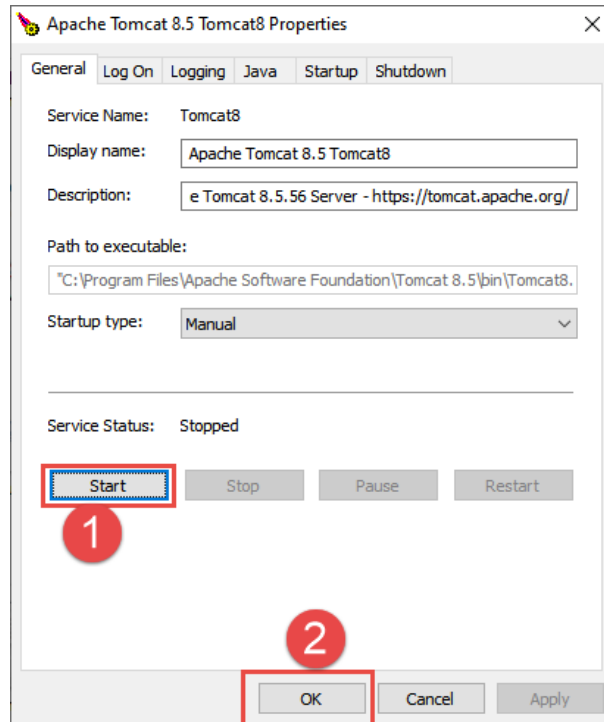 Apache Tomcat 8.5 Tomcat8 Properties
General Log On Logging Java Startup Shutdown
Service Name: Tomcat8
Display name: Apache Tomcat 8.5 Tomcat8
Description: e Tomcat 8.5.56 Server - https://tomcat.apache.org/
Path to executable:
"C:\Program Files\Apache Software Foundation\Tomcat 8.5\bin\Tomcat8.
Startup type: Manual
Service Status: Stopped
Start Stop Pause Restart
1
2
OK Cancel Apply